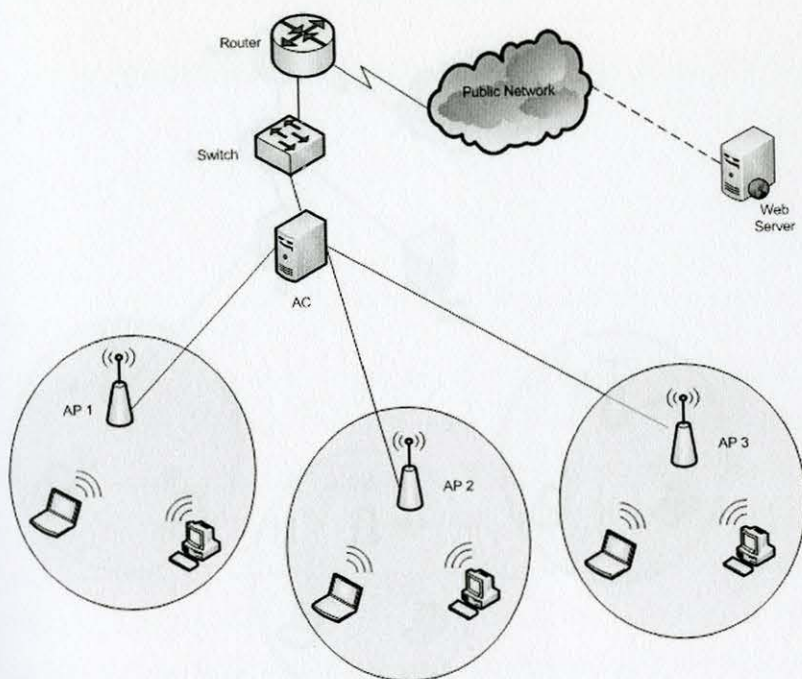 Router
Public Network
Switch
Web
Server
AC
AP 1
AP 2
AP 3